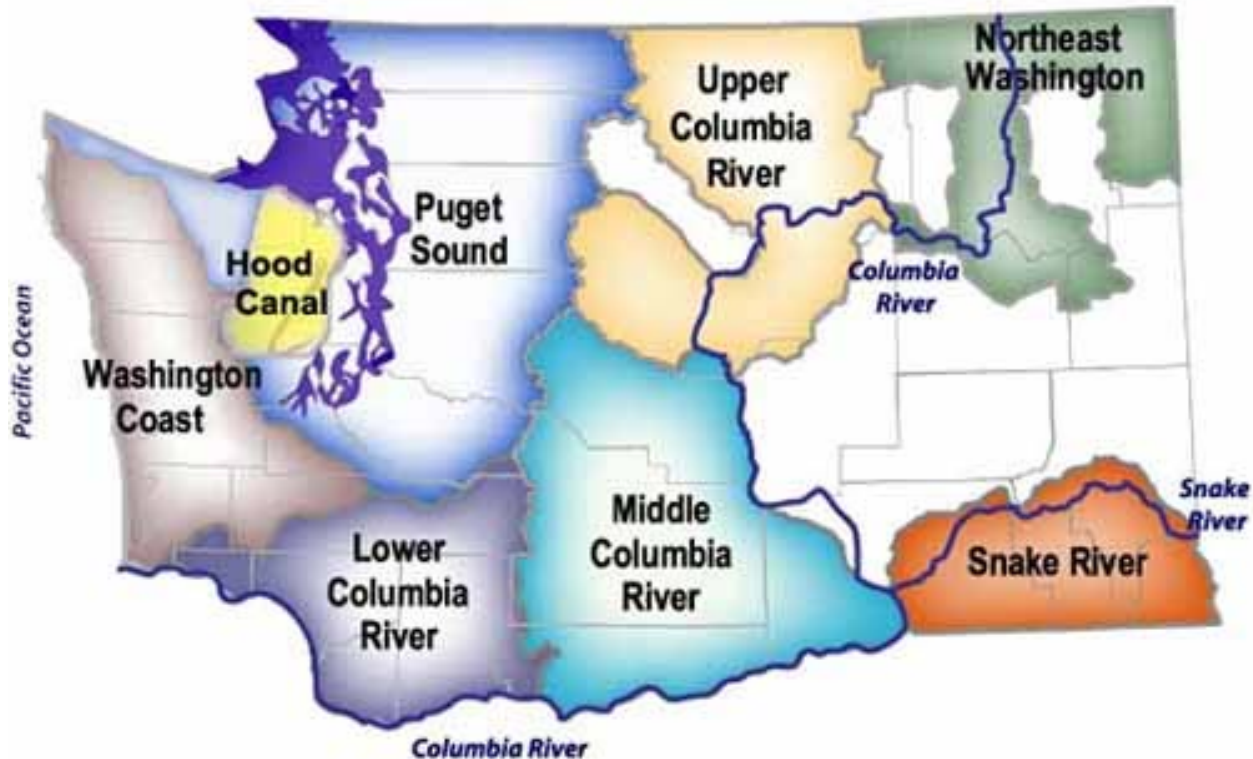 Northeast
Washington
Upper
Columbia
River
Puget
Sound
Hood
Canal
Columbia
River
Pacific Ocean
Washington
Coast
Snake
River
Middle
Columbia
River
Lower
Columbia
River
Snake River
Columbia River